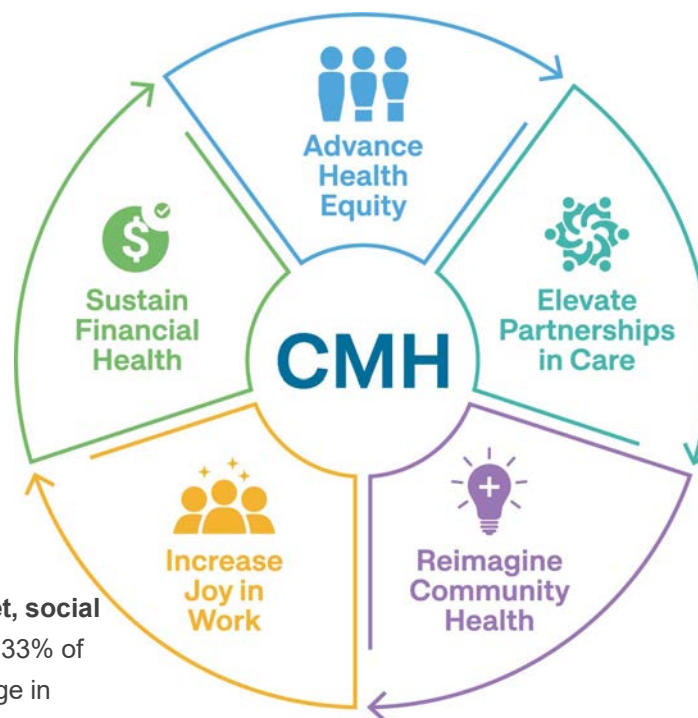 Advance
Health
Equity
$
Sustain
Financial
Health
Elevate
Partnerships
in Care
CMH
Increase
Joy in
Work
Reimagine
Community
Health
t, social
33% of
ge in